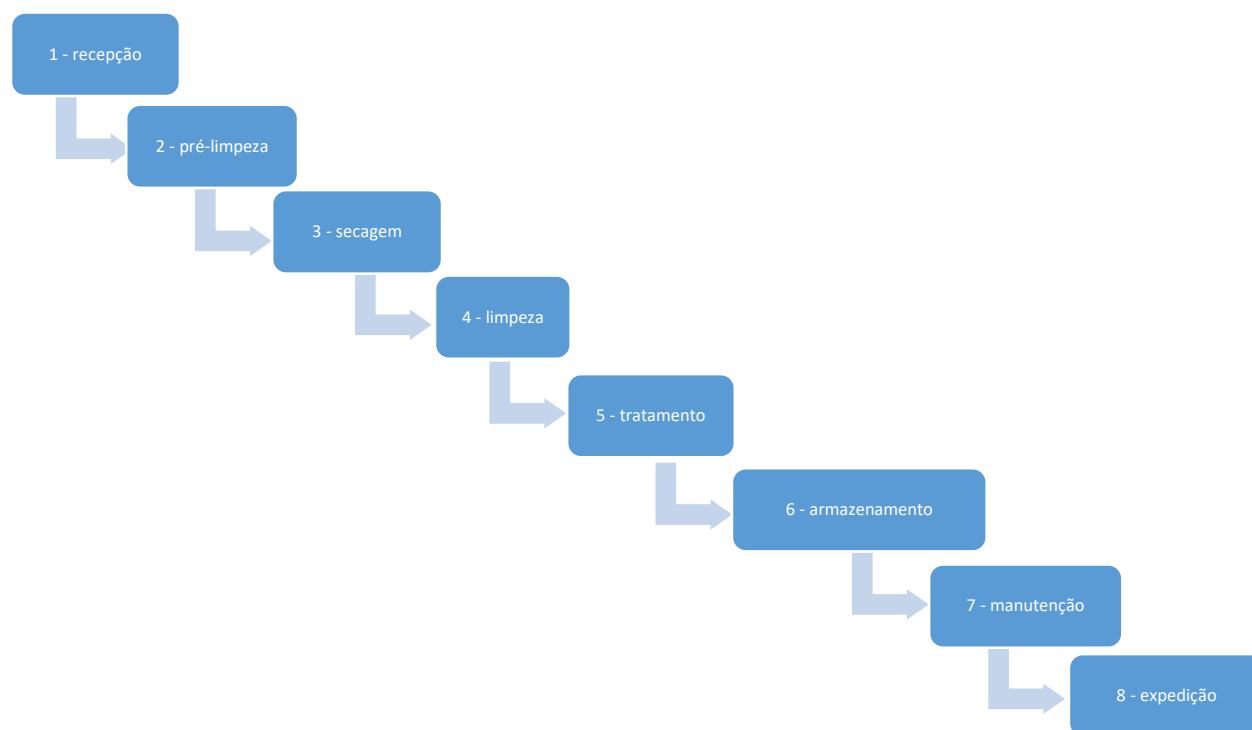 1 - recepção
2 - pré-limpeza
3 - secagem
4 - limpeza
5 - tratamento
6 - armazenamento
7 - manutenção
8 - expedição